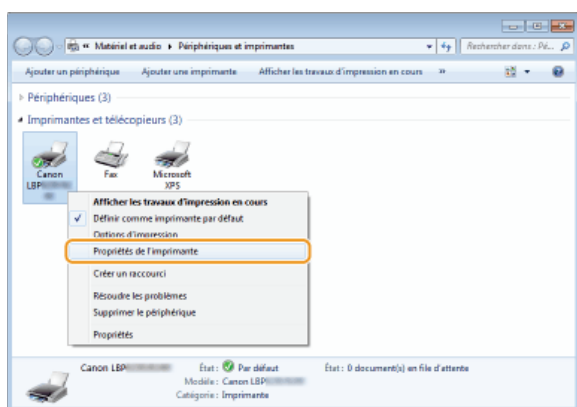 « Matériel et audio ▸ Périphériques et imprimantes
Rechercher dans : Pé...
Ajouter un périphérique Ajouter une imprimante Afficher les travaux d'impression en cours »
Périphériques (3)
Imprimantes et télécopieurs (3)
Canon LBP
Fax
Microsoft XPS
Afficher les travaux d'impression en cours
Définir comme imprimante par défaut
Options d'impression
Propriétés de l'imprimante
Créer un raccourci
Résoudre les problèmes
Supprimer le périphérique
Propriétés
Canon LBP État : Par défaut État : 0 document(s) en file d'attente
Modèle : Canon LBP
Catégorie : Imprimante